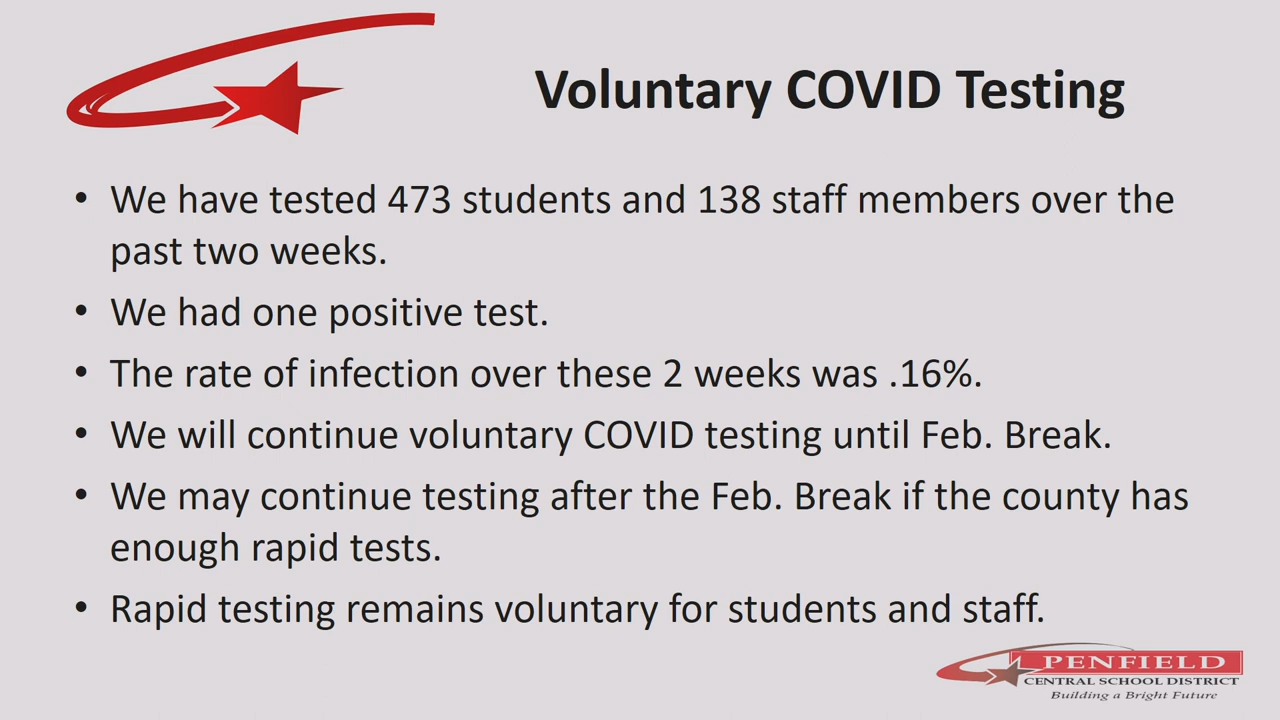 Voluntary COVID Testing
• We have tested 473 students and 138 staff members over the
past two weeks.
• We had one positive test.
• The rate of infection over these 2 weeks was .16%.
• We will continue voluntary COVID testing until Feb. Break.
• We may continue testing after the Feb. Break if the county has
enough rapid tests.
• Rapid testing remains voluntary for students and staff.
PENFIELD
CENTRAL SCHOOL DISTRICT
Building a Bright Future